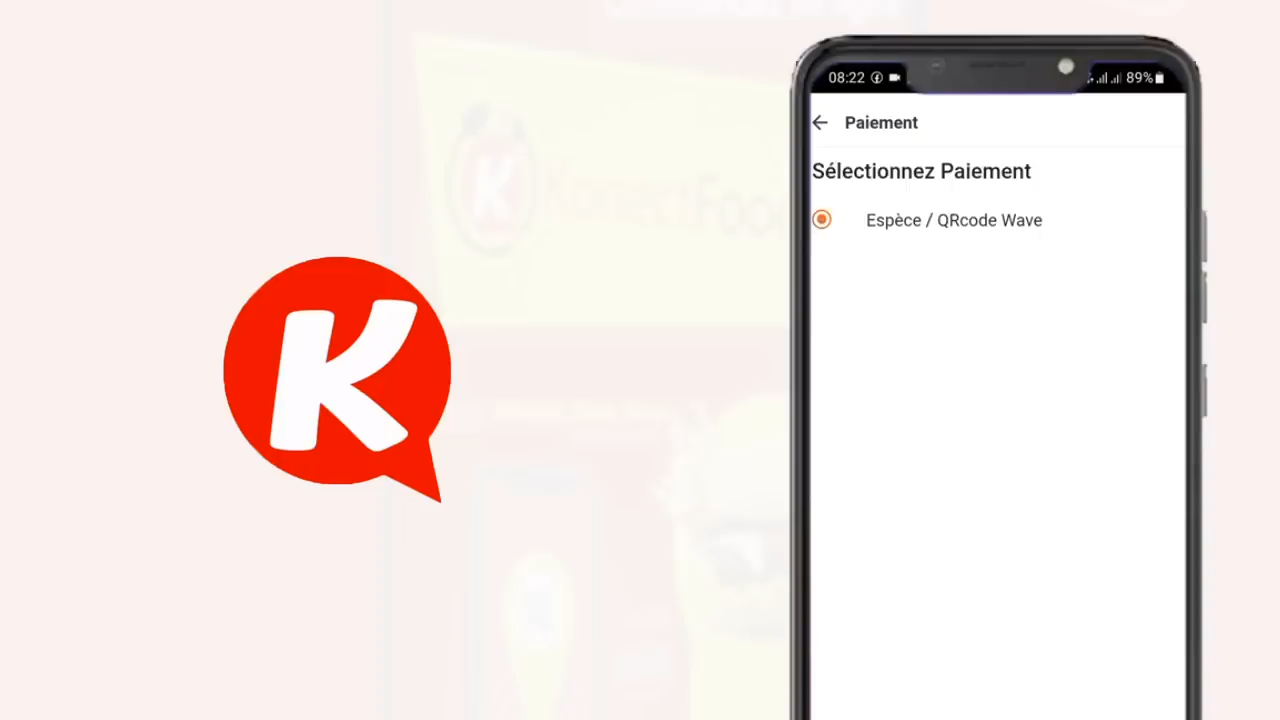 K
K
08:22
89%
Paiement
Sélectionnez Paiement
Espèce / QRcode Wave